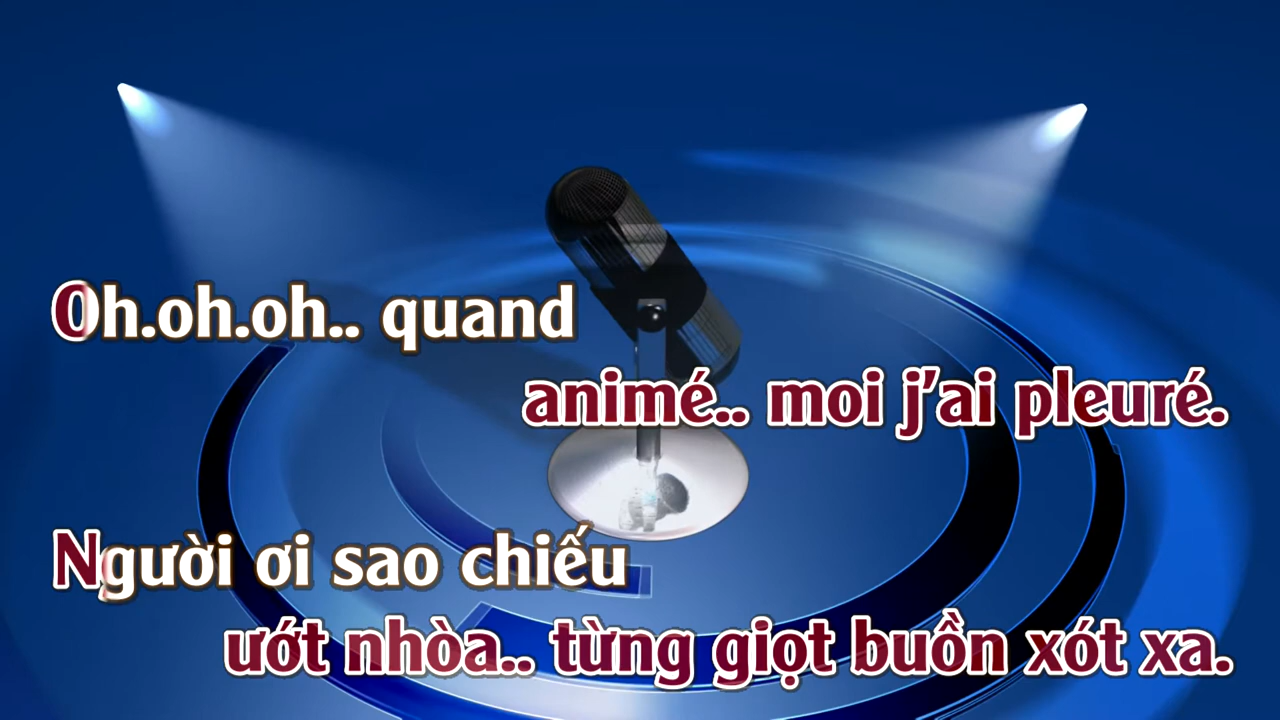 Oh.oh.oh.. quand
animé.. moi j'ai pleuré.
Người ơi sao chiếu
ướt nhòa.. từng giọt buồn xót xa.